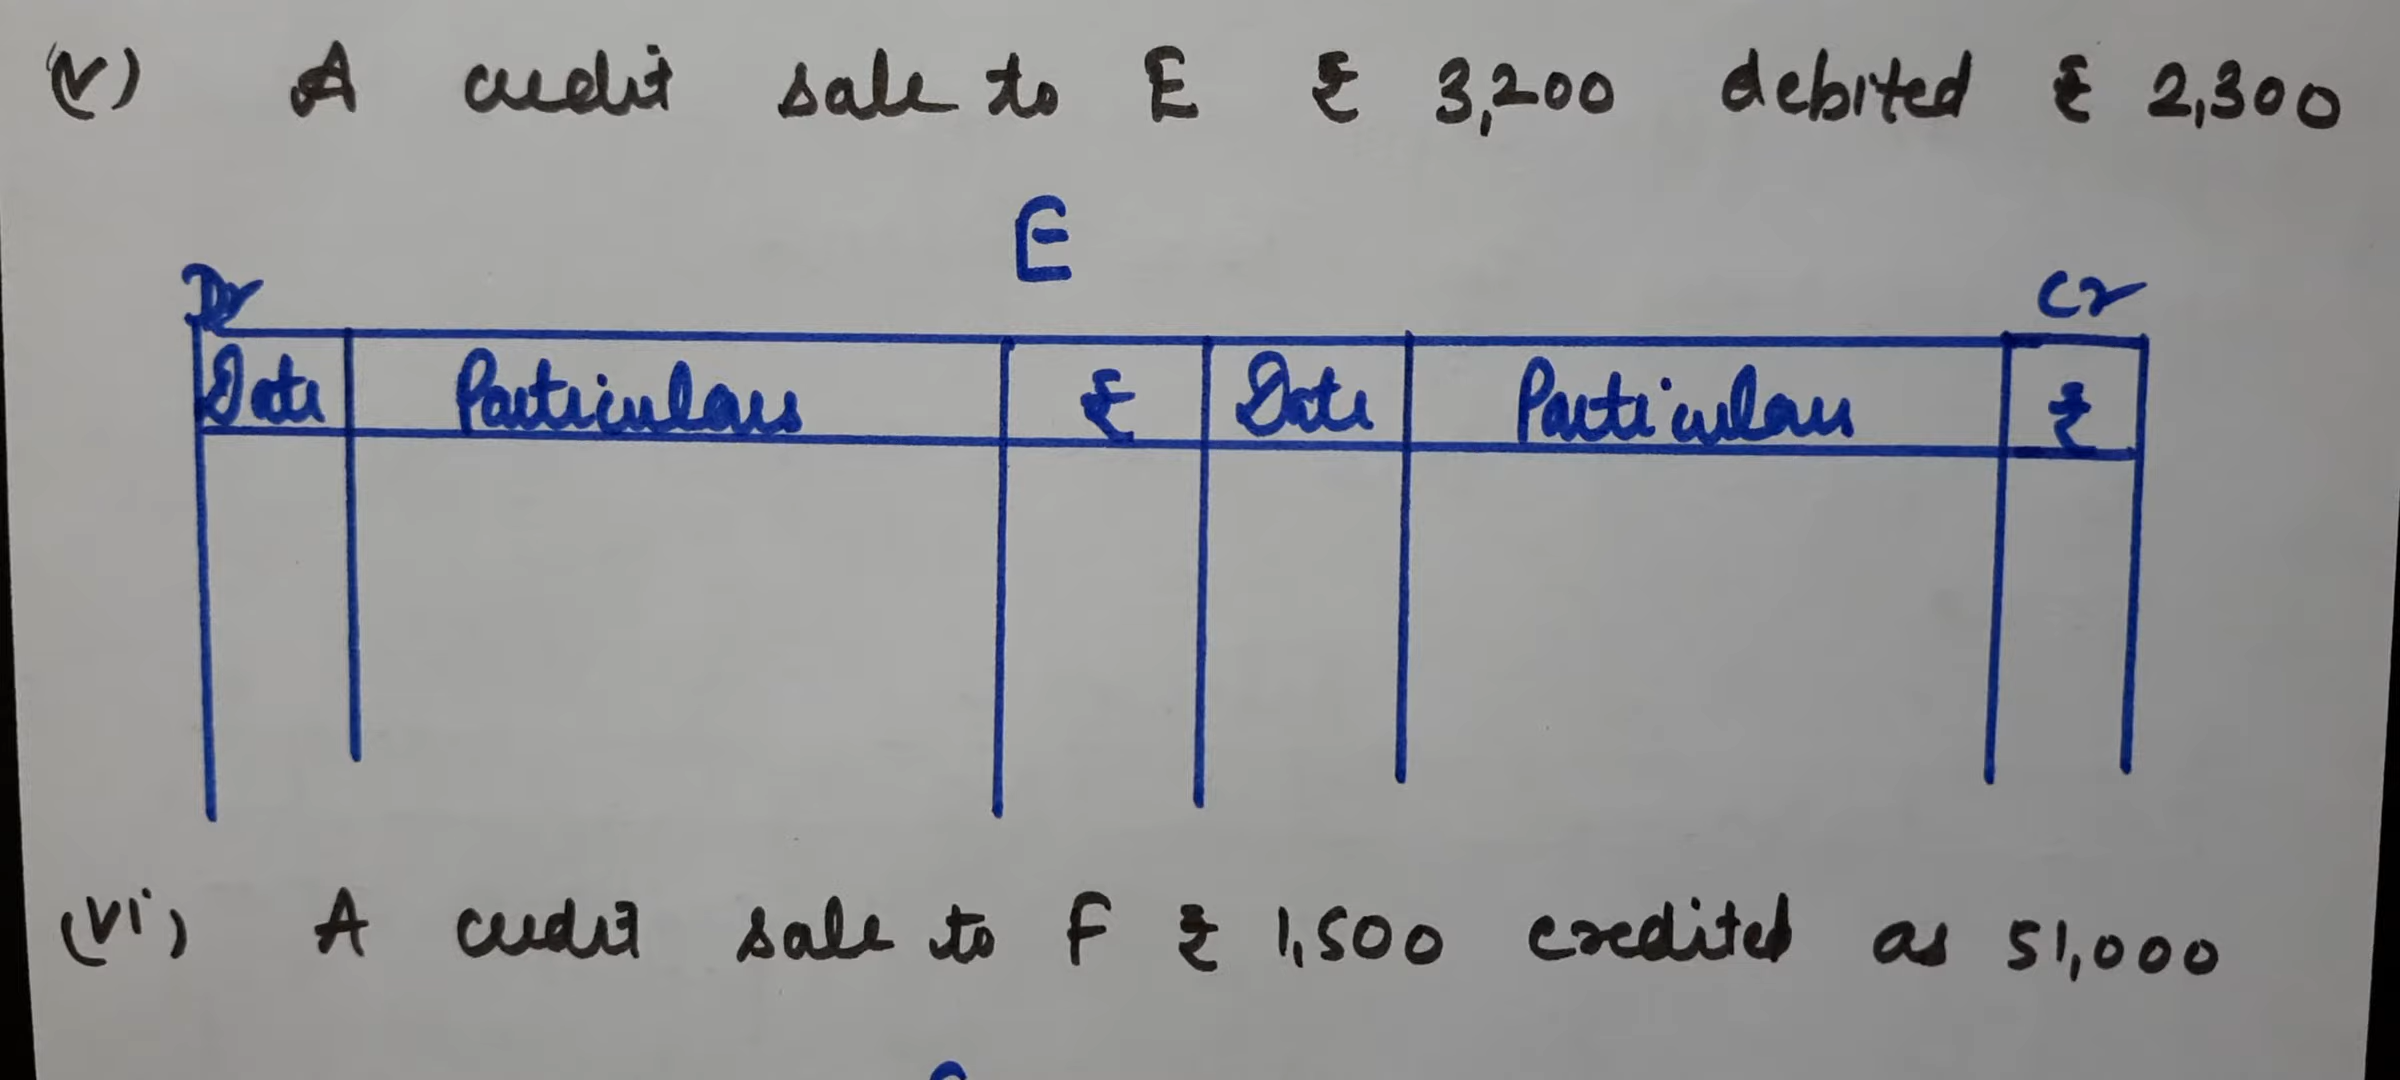 (V) A credit sale to E ₹ 3,200 debited ₹ 2,300
E
Dr Cr
Date Particulars ₹ Date Particulars ₹
(vi) A credit sale to F ₹ 1,500 credited as 51,000